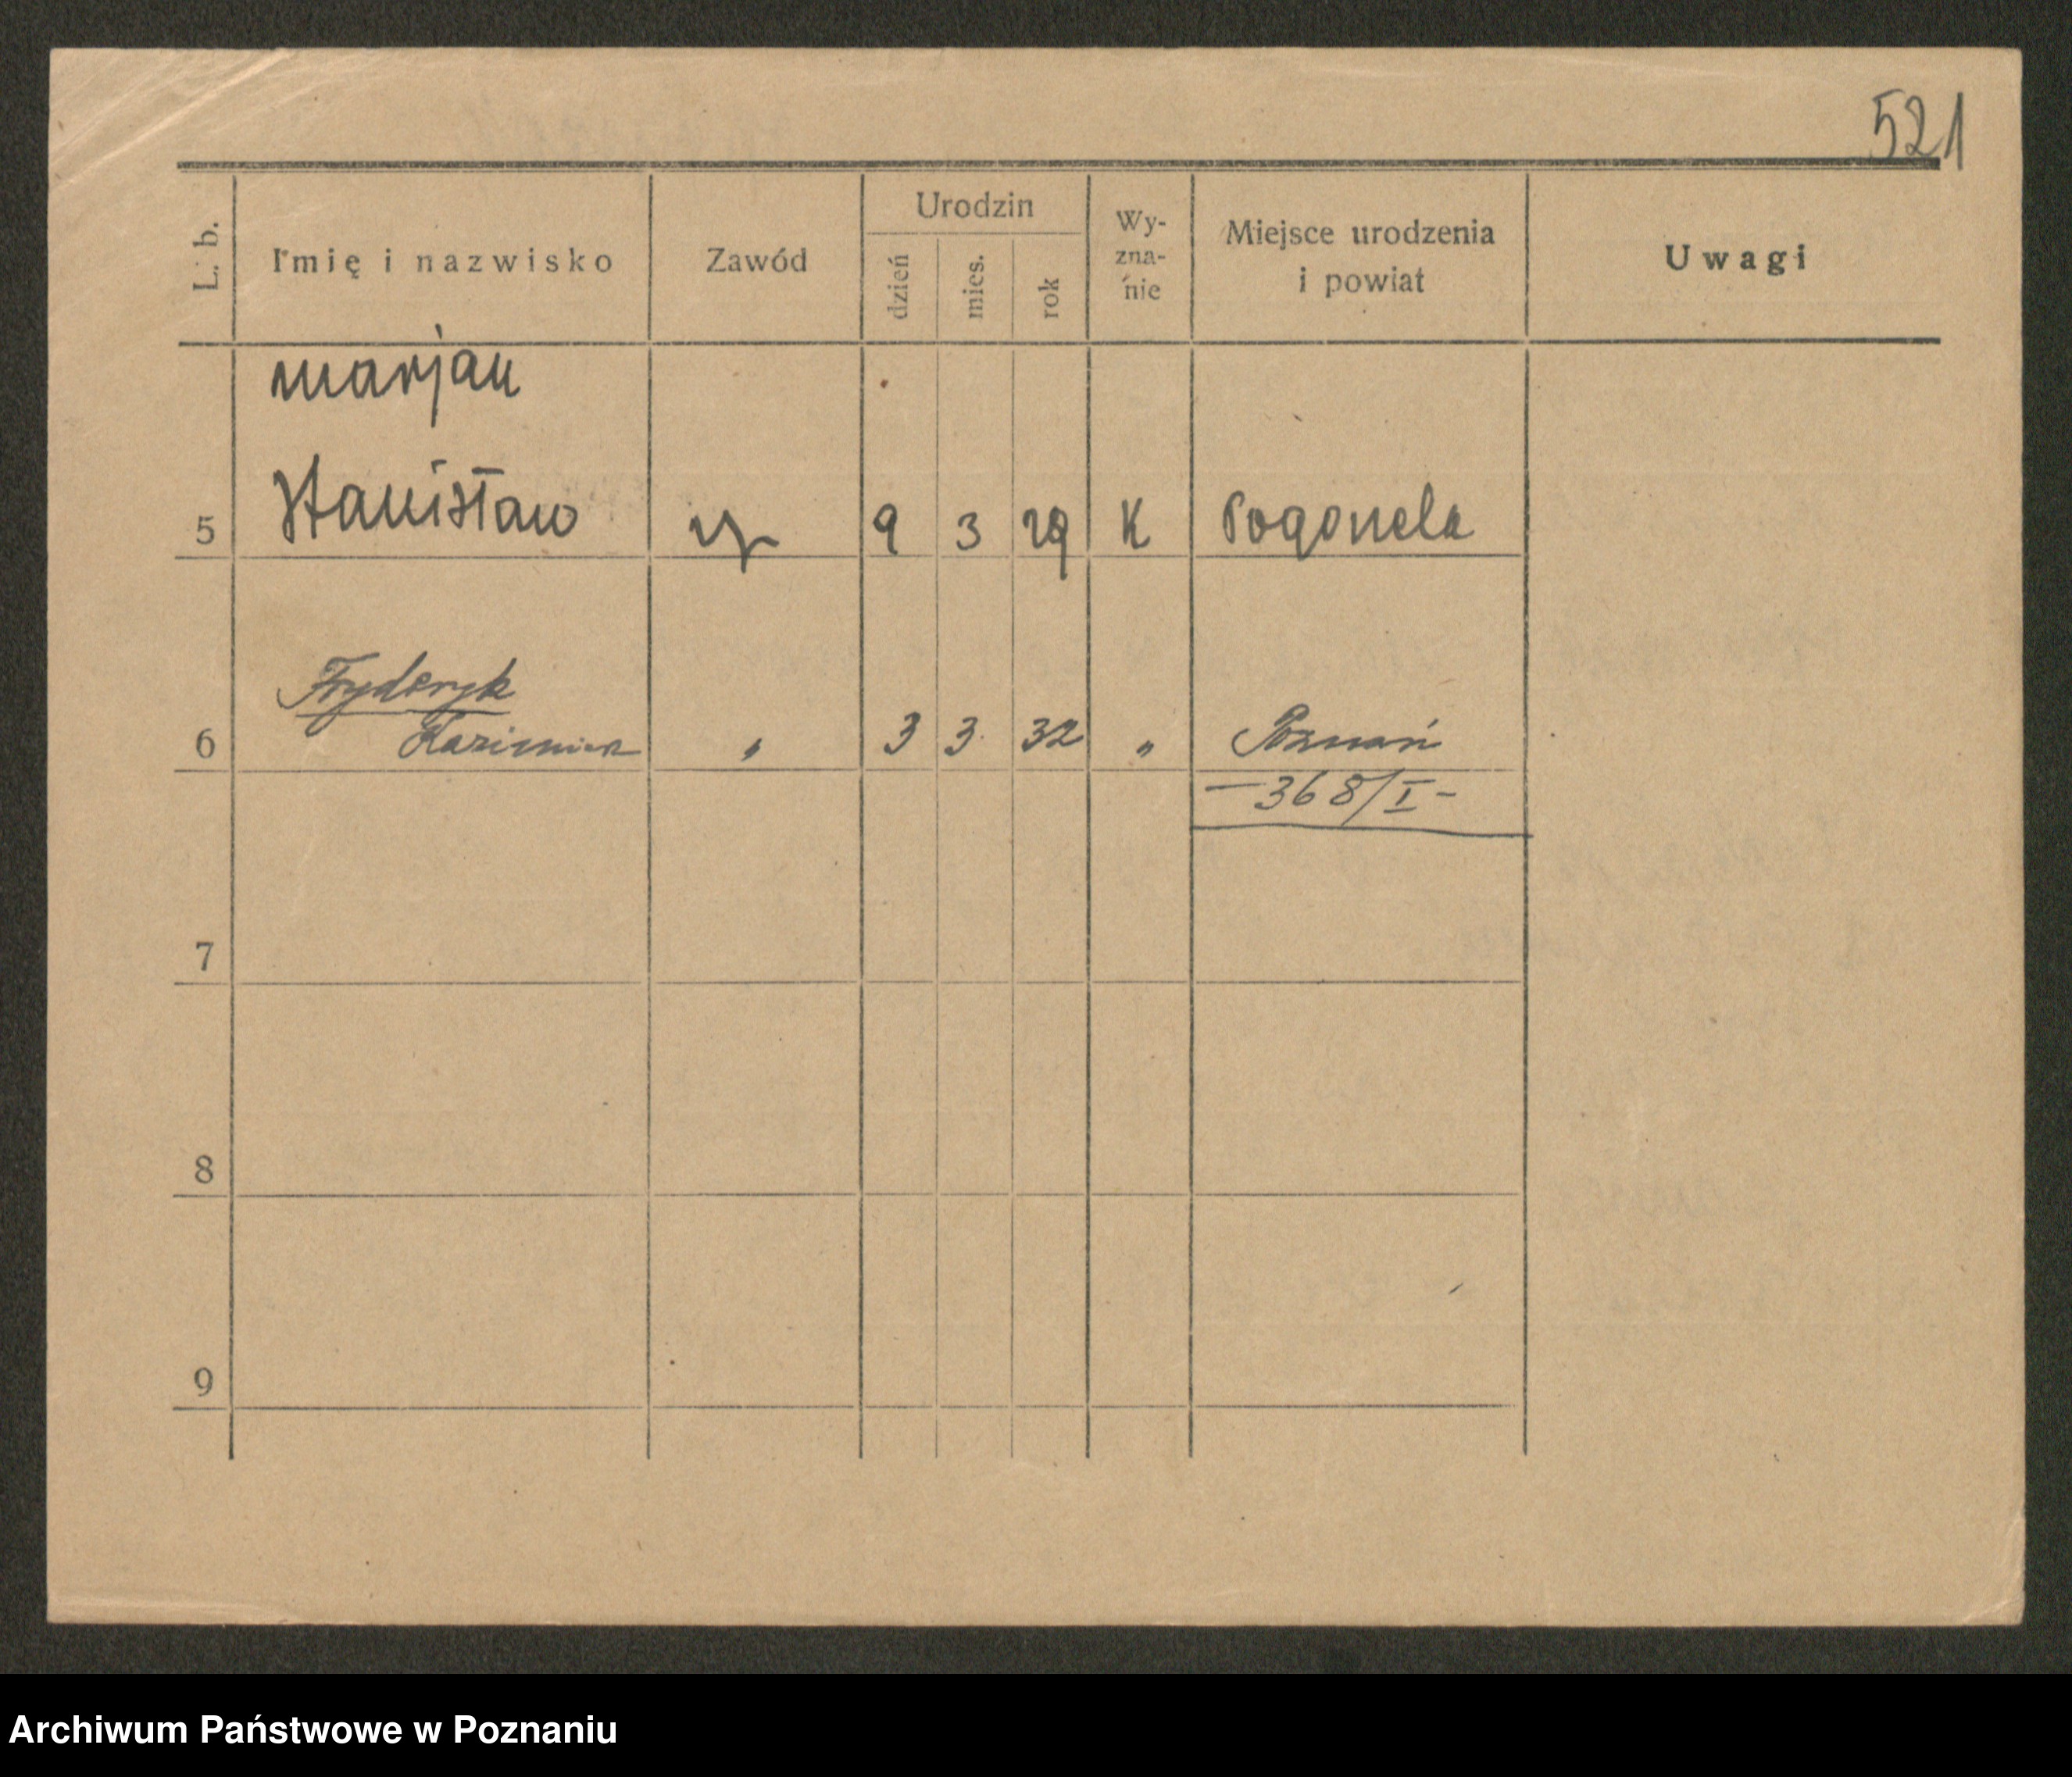 521
L. b.
Imię i nazwisko
Zawód
Urodzin
dzień
mies.
rok
Wy-
zna-
nie
Miejsce urodzenia
i powiat
Uwagi
marjan
5 Stanisław 9 3 29 K Pogonela
Fryderyk
6 Kazimierz " 3 3. 32 " Poznań
—368/I-
7
8
9
Archiwum Państwowe w Poznaniu